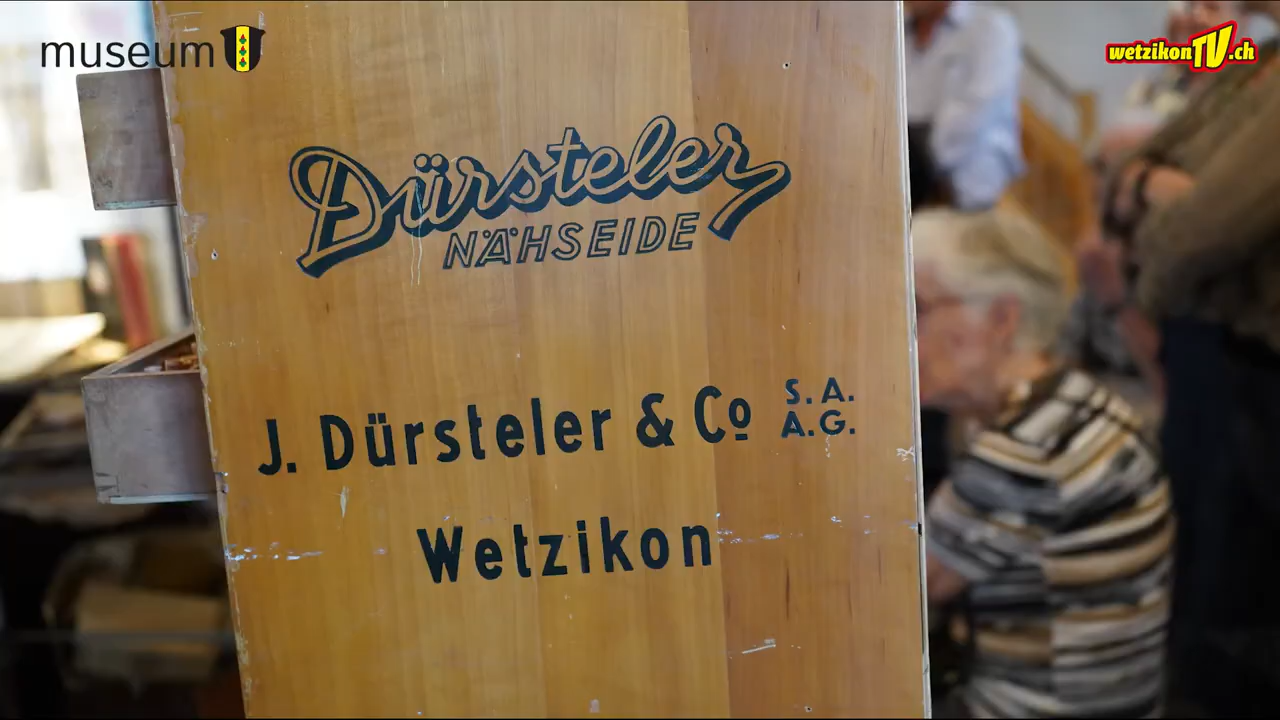 museum
wetzikonTV.ch
Dürsteler
NÄHSEIDE
J. Dürsteler & Co S.A.
A.G.
Wetzikon